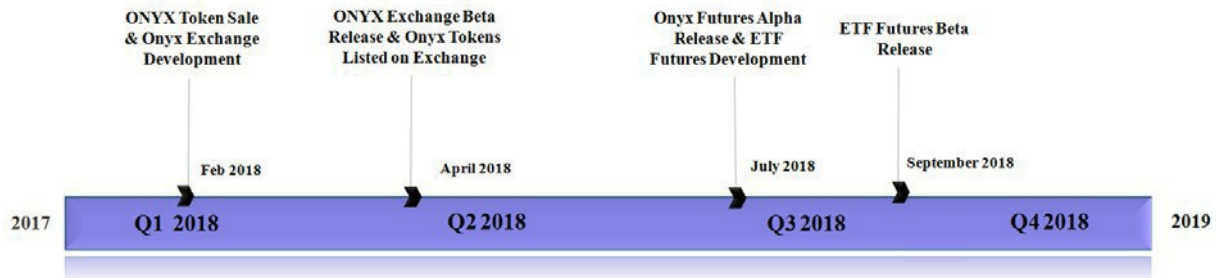 ONYX Token Sale
& Onyx Exchange
Development
ONYX Exchange Beta
Release & Onyx Tokens
Listed on Exchange
Onyx Futures Alpha
Release & ETF
Futures Development
ETF Futures Beta
Release
Feb 2018
April 2018
July 2018
September 2018
2017
Q1 2018
Q2 2018
Q3 2018
Q4 2018
2019